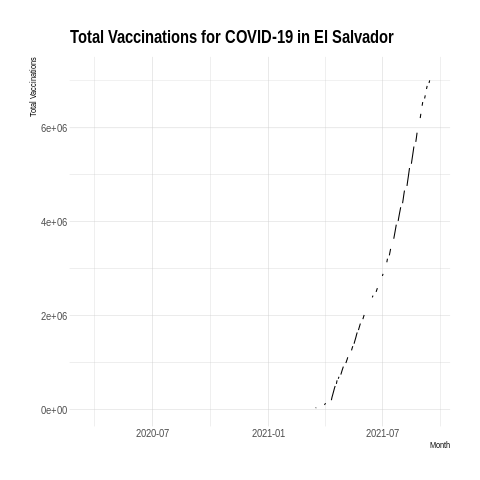 Total Vaccinations for COVID-19 in El Salvador
Total Vaccinations
6e+06
4e+06
2e+06
0e+00
2020-07 2021-01 2021-07
Month